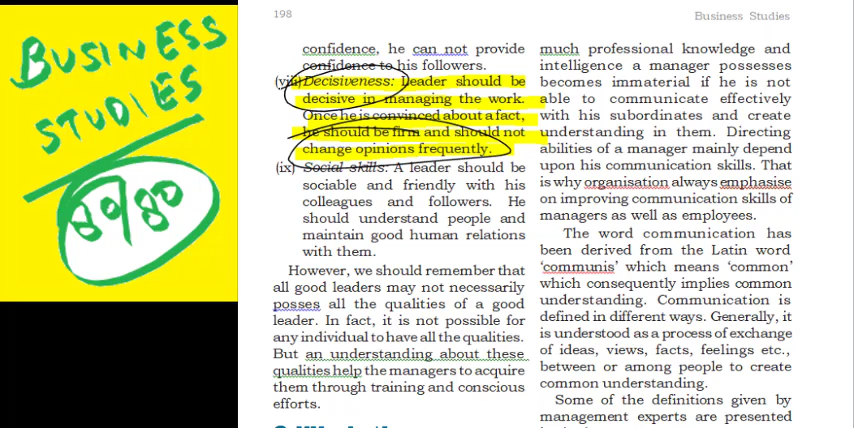 BUSINESS
STUDIES
80/80
198
Business Studies
confidence, he can not provide
confidence to his followers.
(viii) Decisiveness: Leader should be
decisive in managing the work.
Once he is convinced about a fact,
he should be firm and should not
change opinions frequently.
(ix) Social skills: A leader should be
sociable and friendly with his
colleagues and followers. He
should understand people and
maintain good human relations
with them.
However, we should remember that
all good leaders may not necessarily
posses all the qualities of a good
leader. In fact, it is not possible for
any individual to have all the qualities.
But an understanding about these
qualities help the managers to acquire
them through training and conscious
efforts.
much professional knowledge and
intelligence a manager possesses
becomes immaterial if he is not
able to communicate effectively
with his subordinates and create
understanding in them. Directing
abilities of a manager mainly depend
upon his communication skills. That
is why organisation always emphasise
on improving communication skills of
managers as well as employees.
The word communication has
been derived from the Latin word
‘communis’ which means ‘common’
which consequently implies common
understanding. Communication is
defined in different ways. Generally, it
is understood as a process of exchange
of ideas, views, facts, feelings etc.,
between or among people to create
common understanding.
Some of the definitions given by
management experts are presented